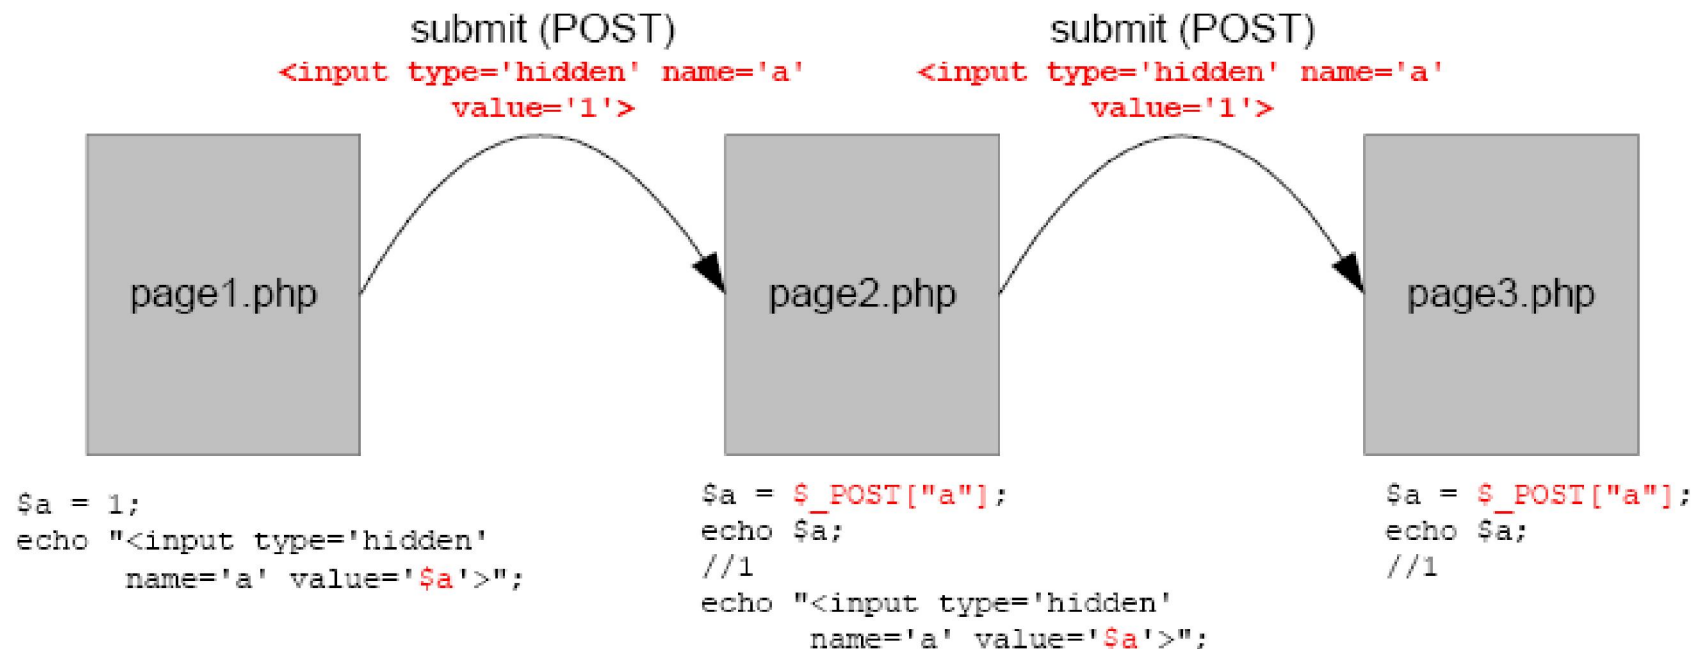 submit (POST)
<input type='hidden' name='a'
value='1'>
submit (POST)
<input type='hidden' name='a'
value='1'>
page1.php
page2.php
page3.php
$a = 1;
echo "<input type='hidden'
name='a' value='$a'>";
$a = $_POST["a"];
echo $a;
//1
echo "<input type='hidden'
name='a' value='$a'>";
$a = $_POST["a"];
echo $a;
//1